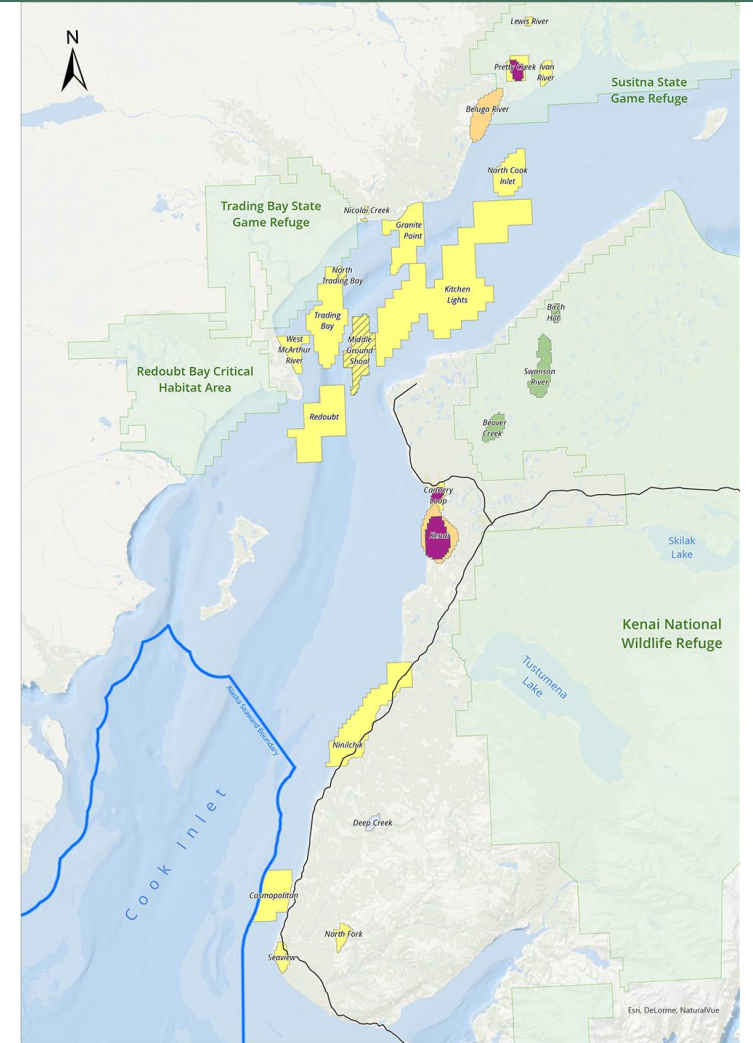 N
Lewis River
Pretty Creek
Ivan
River
Susitna State
Game Refuge
Beluga River
North Cook
Inlet
Trading Bay State
Game Refuge
Nicolai Creek
Granite
Point
North
Trading Bay
Kitchen
Lights
Birch
Hill
Trading
Bay
West
McArthur
River
Middle
Ground
Shoal
Redoubt Bay Critical
Habitat Area
Swanson
River
Redoubt
Beaver
Creek
Cannery
Loop
Kenai
Skilak
Lake
Kenai National
Wildlife Refuge
Tustumena
Lake
Alaska Seaward Boundary
Ninilchik
Cook Inlet
Deep Creek
Cosmopolitan
North Fork
Seaview
Esri, DeLorme, NaturalVue